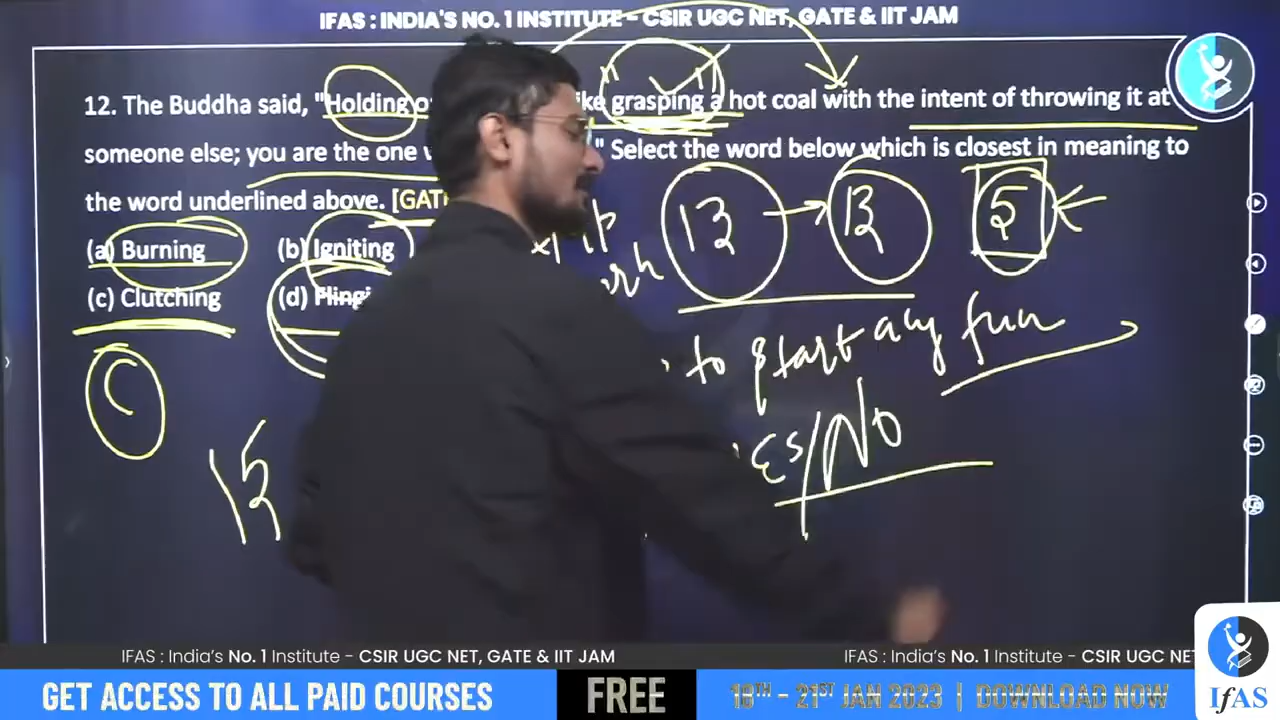 IFAS : INDIA'S NO. 1 INSTITUTE - CSIR UGC NET, GATE & IIT JAM
12. The Buddha said, "Holding grasping a hot coal with the intent of throwing it at
someone else; you are the one " Select the word below which is closest in meaning to
the word underlined above. [GAT
(a) Burning (b) Igniting
(c) Clutching (d) Flingi
13 13 5
to start any fun
ES/NO
C
IFAS : India's No. 1 Institute - CSIR UGC NET, GATE & IIT JAM
IFAS : India's No. 1 Institute - CSIR UGC NET
GET ACCESS TO ALL PAID COURSES FREE 18TH - 21ST JAN 2023 | DOWNLOAD NOW
IFAS